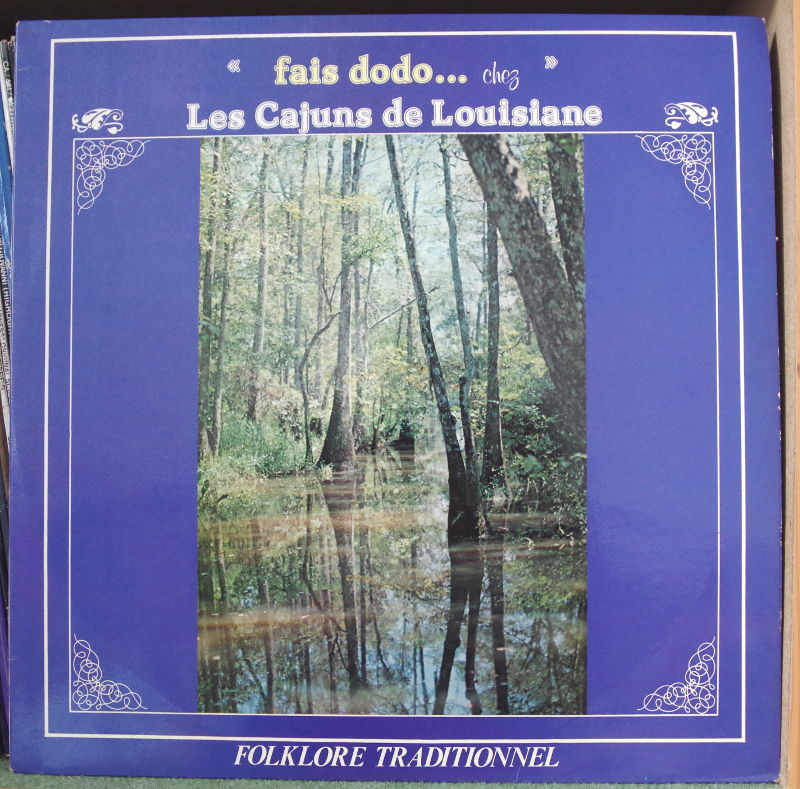 « fais dodo... chez »
Les Cajuns de Louisiane
FOLKLORE TRADITIONNEL